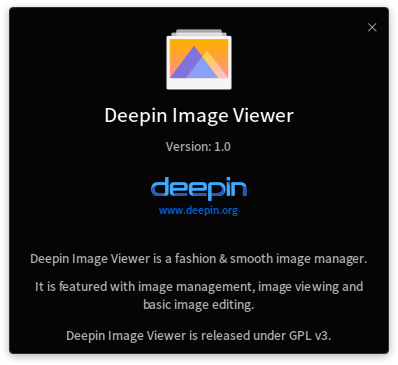 Deepin Image Viewer
Version: 1.0
deepin
www.deepin.org
Deepin Image Viewer is a fashion & smooth image manager.
It is featured with image management, image viewing and
basic image editing.
Deepin Image Viewer is released under GPL v3.